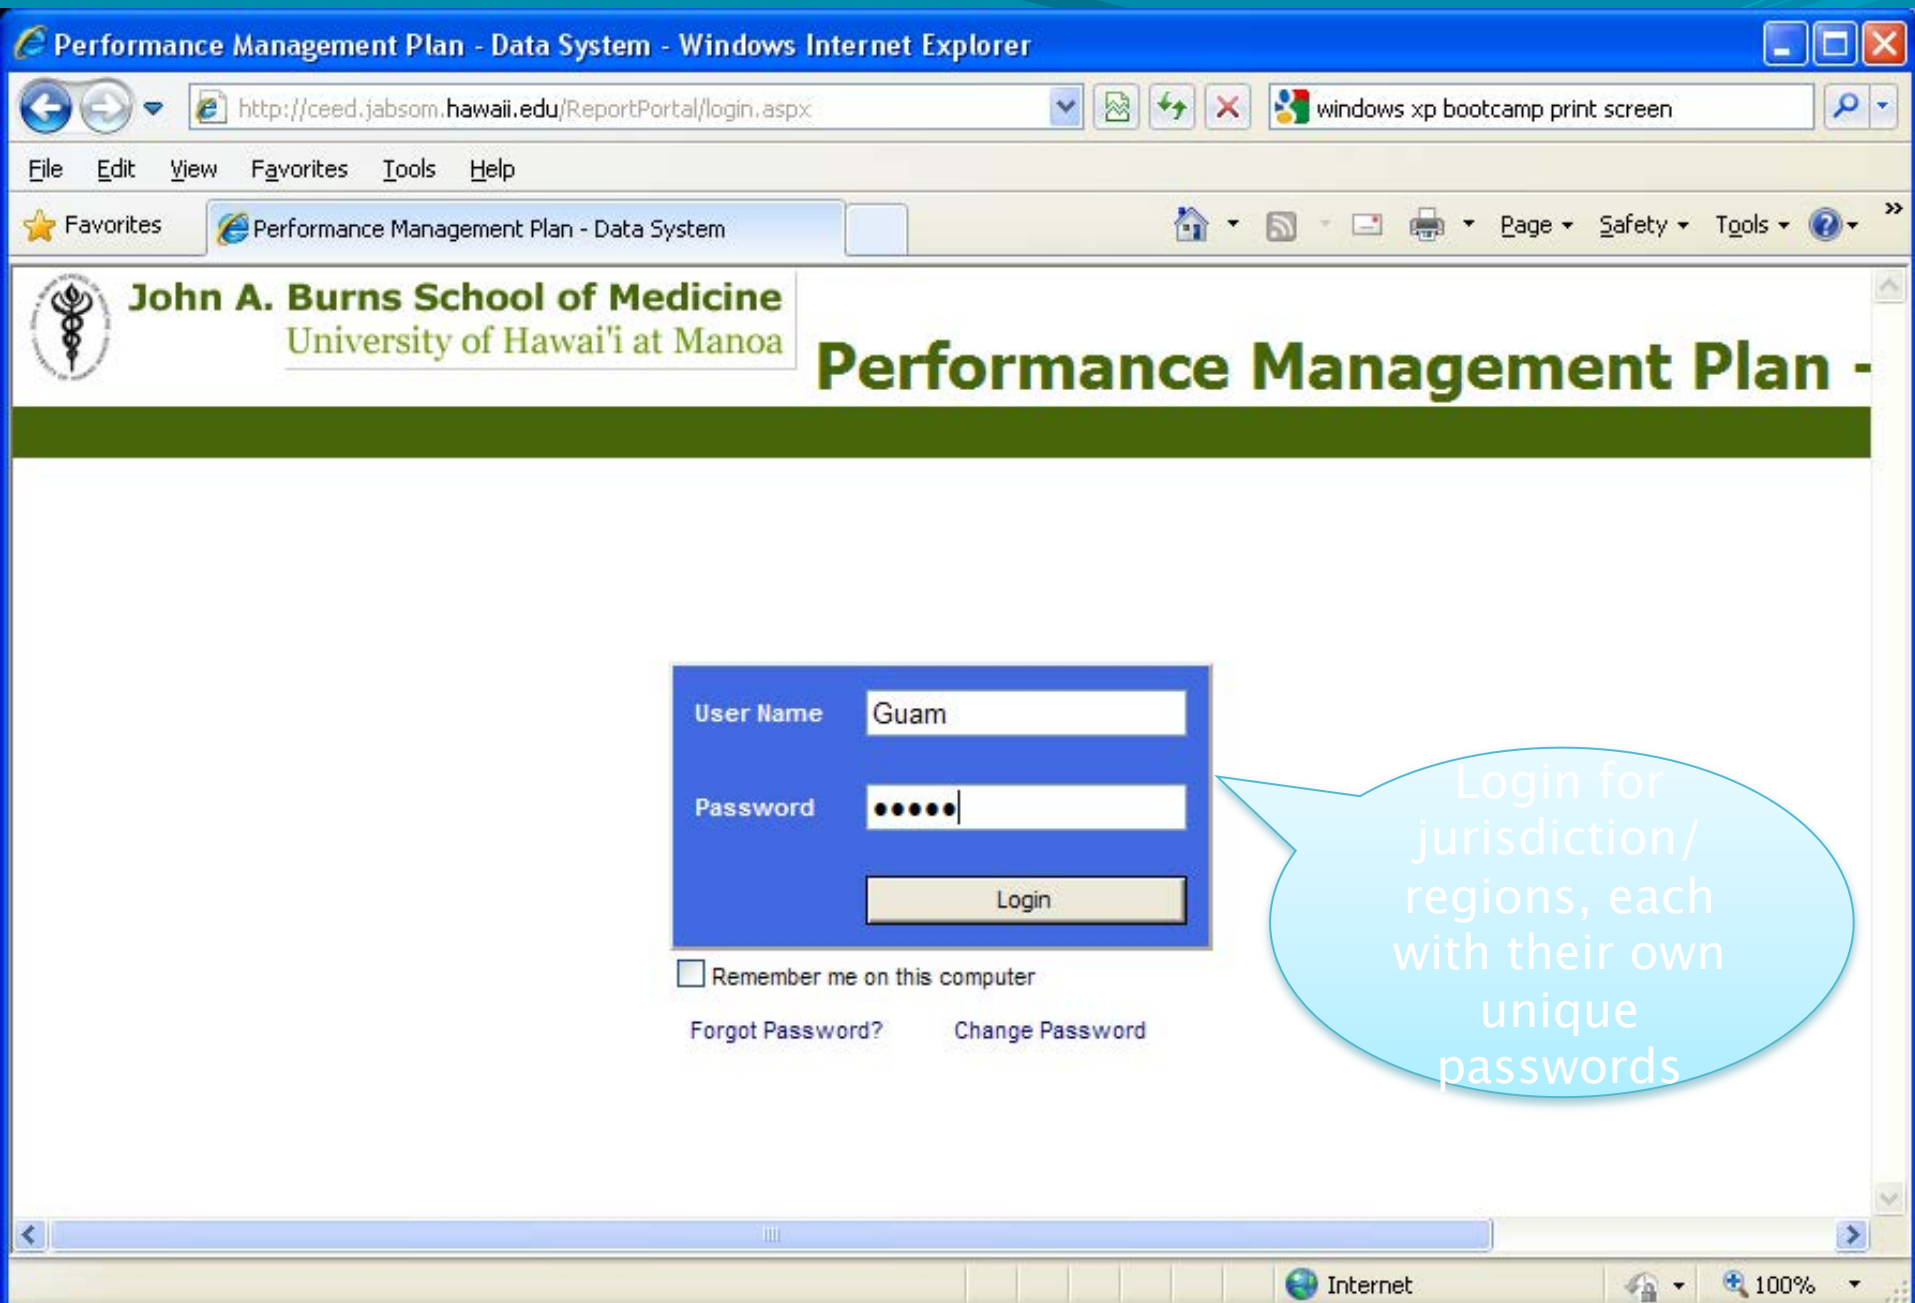 Performance Management Plan - Data System - Windows Internet Explorer
http://ceed.jabsom.hawaii.edu/ReportPortal/login.aspx
windows xp bootcamp print screen
File Edit View Favorites Tools Help
Favorites
Performance Management Plan - Data System
Page Safety Tools
John A. Burns School of Medicine
University of Hawai'i at Manoa
Performance Management Plan -
User Name Guam
Password •••••
Login
Remember me on this computer
Forgot Password? Change Password
Login for
jurisdiction/
regions, each
with their own
unique
passwords
Internet
100%